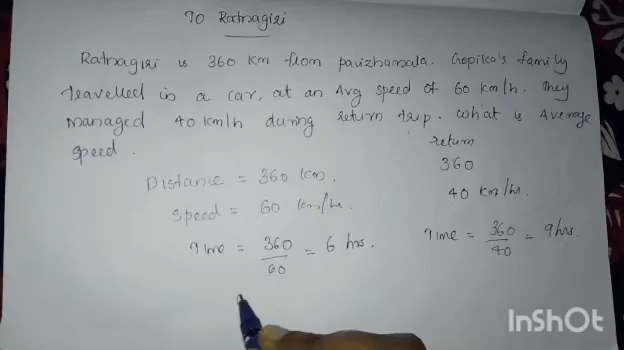 TO Ratnagiri
Ratnagiri is 360 km from pavizhamala. Gopika's family
travelled in a car, at an Avg speed of 60 km/h. They
managed 40 km/h during return trip. What is Average
speed.
Distance = 360 km.
speed = 60 km/hr.
Time = 360/60 = 6 hrs.
return
360
40 km/hr.
Time = 360/40 = 9 hrs.
InShOt